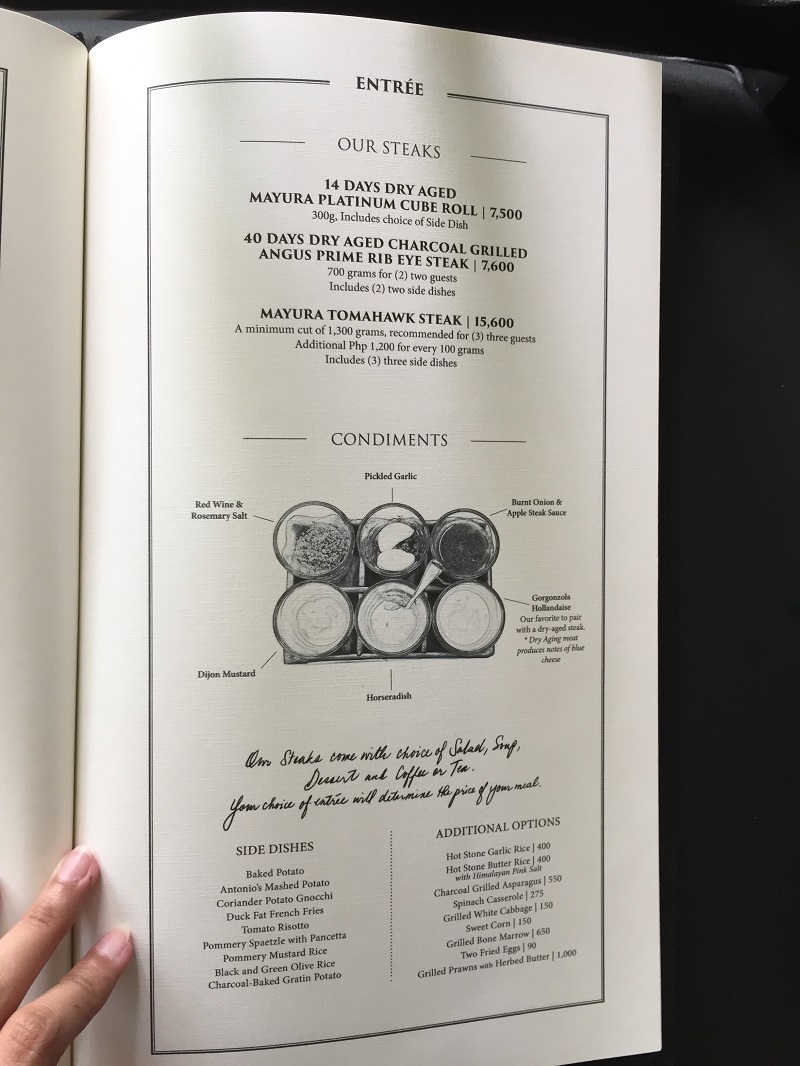 ENTRÉE
OUR STEAKS
14 DAYS DRY AGED
MAYURA PLATINUM CUBE ROLL | 7,500
300g, Includes choice of Side Dish
40 DAYS DRY AGED CHARCOAL GRILLED
ANGUS PRIME RIB EYE STEAK | 7,600
700 grams for (2) two guests
Includes (2) two side dishes
MAYURA TOMAHAWK STEAK | 15,600
A minimum cut of 1,300 grams, recommended for (3) three guests
Additional Php 1,200 for every 100 grams
Includes (3) three side dishes
CONDIMENTS
Pickled Garlic
Red Wine &
Rosemary Salt
Burnt Onion &
Apple Steak Sauce
Gorgonzola
Hollandaise
Our favorite to pair
with a dry-aged steak.
* Dry Aging meat
produces notes of blue
cheese
Dijon Mustard
Horseradish
Our Steaks come with choice of Salad, Soup,
Dessert and Coffee or Tea.
Your choice of entrée will determine the price of your meal.
SIDE DISHES
Baked Potato
Antonio's Mashed Potato
Coriander Potato Gnocchi
Duck Fat French Fries
Tomato Risotto
Pommery Spaetzle with Pancetta
Pommery Mustard Rice
Black and Green Olive Rice
Charcoal-Baked Gratin Potato
ADDITIONAL OPTIONS
Hot Stone Garlic Rice | 400
Hot Stone Butter Rice | 400
with Himalayan Pink Salt
Charcoal Grilled Asparagus | 550
Spinach Casserole | 275
Grilled White Cabbage | 150
Sweet Corn | 150
Grilled Bone Marrow | 650
Two Fried Eggs | 90
Grilled Prawns with Herbed Butter | 1,000